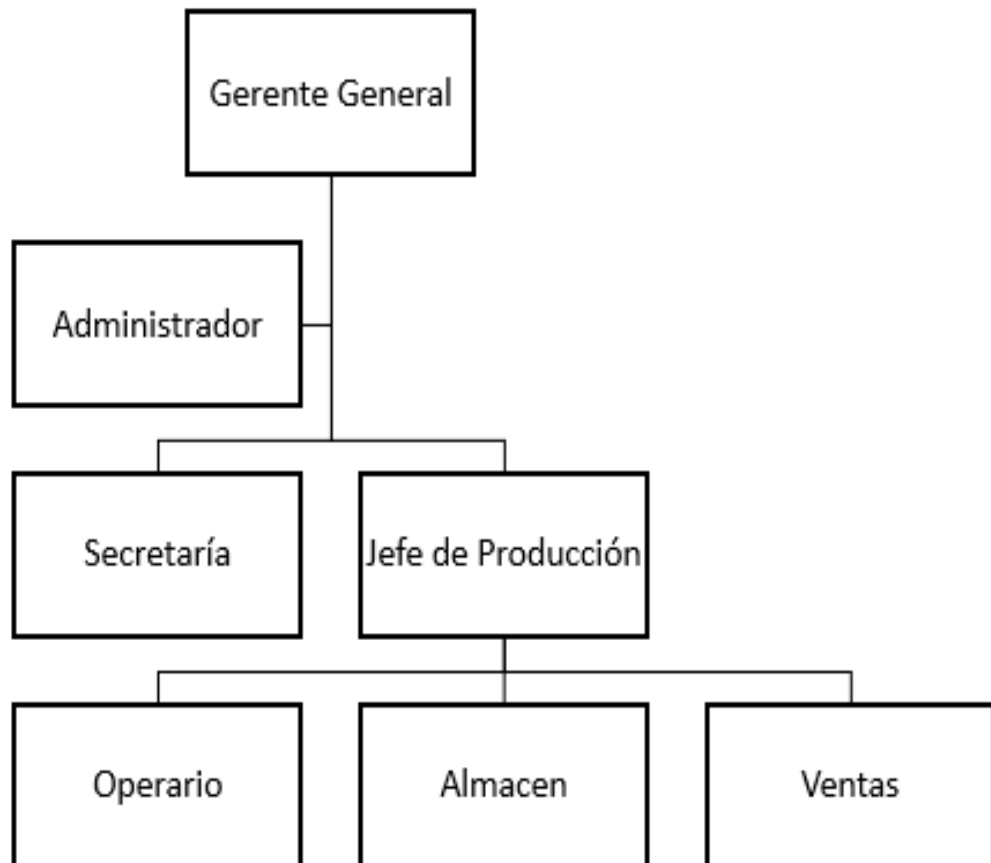 Gerente General
Administrador
Secretaría
Jefe de Producción
Operario
Almacen
Ventas